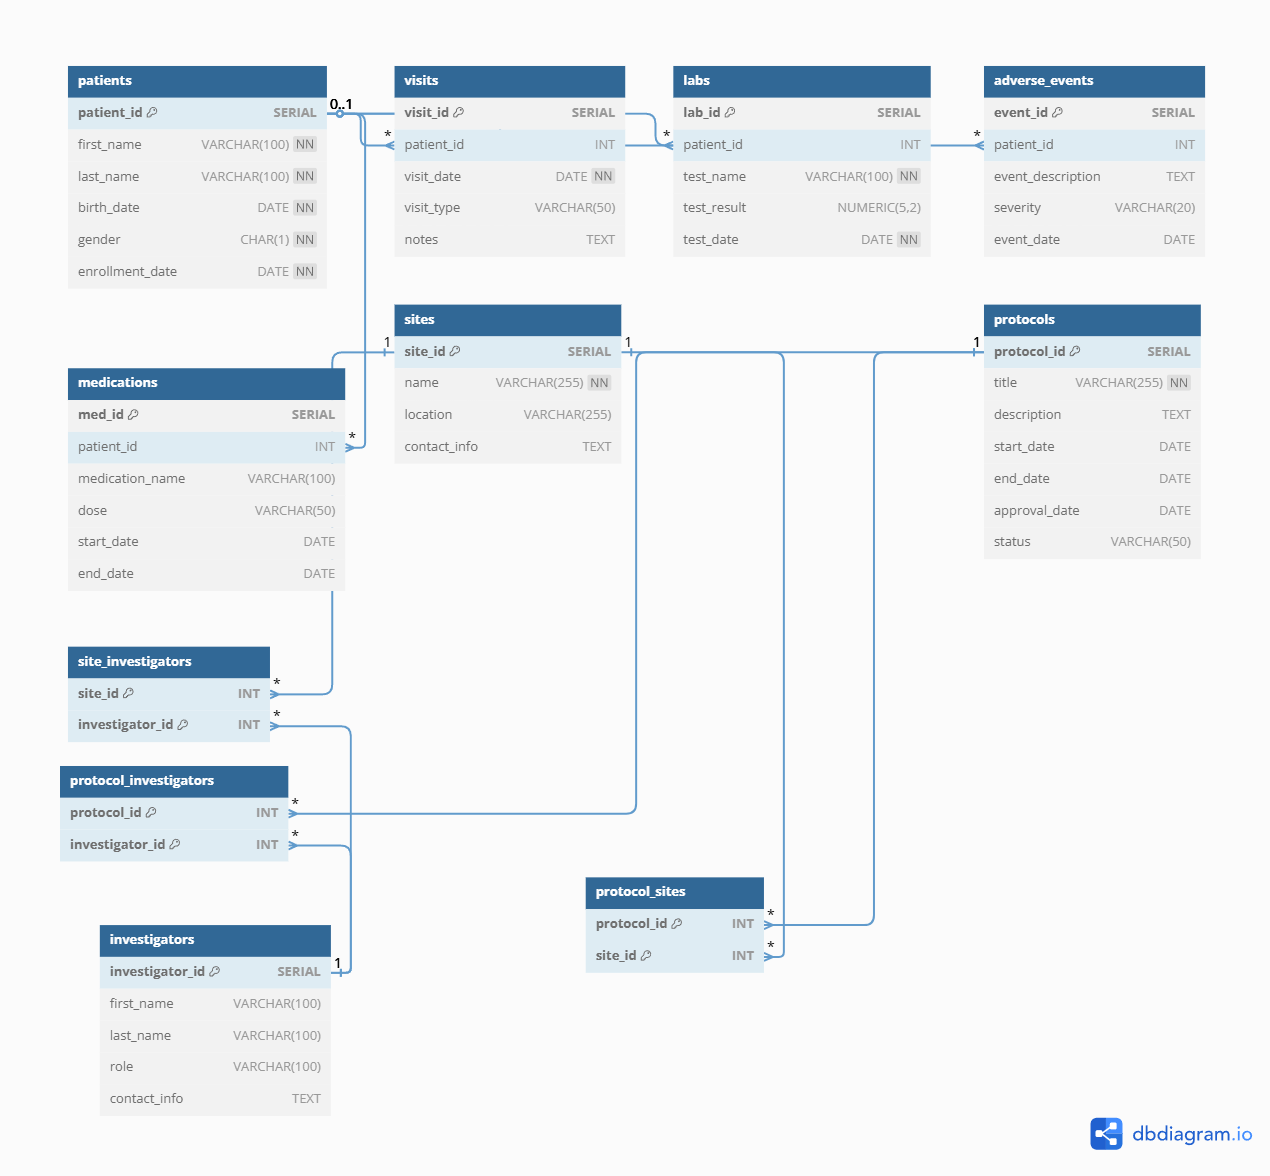 patients
patient_id SERIAL
first_name VARCHAR(100) NN
last_name VARCHAR(100) NN
birth_date DATE NN
gender CHAR(1) NN
enrollment_date DATE NN
0..1
visits
visit_id SERIAL
* patient_id INT
visit_date DATE NN
visit_type VARCHAR(50)
notes TEXT
labs
lab_id SERIAL
* patient_id INT
test_name VARCHAR(100) NN
test_result NUMERIC(5,2)
test_date DATE NN
adverse_events
event_id SERIAL
* patient_id INT
event_description TEXT
severity VARCHAR(20)
event_date DATE
sites
1 site_id SERIAL 1
name VARCHAR(255) NN
location VARCHAR(255)
contact_info TEXT
protocols
1 protocol_id SERIAL
title VARCHAR(255) NN
description TEXT
start_date DATE
end_date DATE
approval_date DATE
status VARCHAR(50)
medications
med_id SERIAL
patient_id INT *
medication_name VARCHAR(100)
dose VARCHAR(50)
start_date DATE
end_date DATE
site_investigators
site_id INT *
investigator_id INT *
protocol_investigators
protocol_id INT *
investigator_id INT *
protocol_sites
protocol_id INT *
site_id INT *
investigators
investigator_id SERIAL 1
first_name VARCHAR(100)
last_name VARCHAR(100)
role VARCHAR(100)
contact_info TEXT
dbdiagram.io